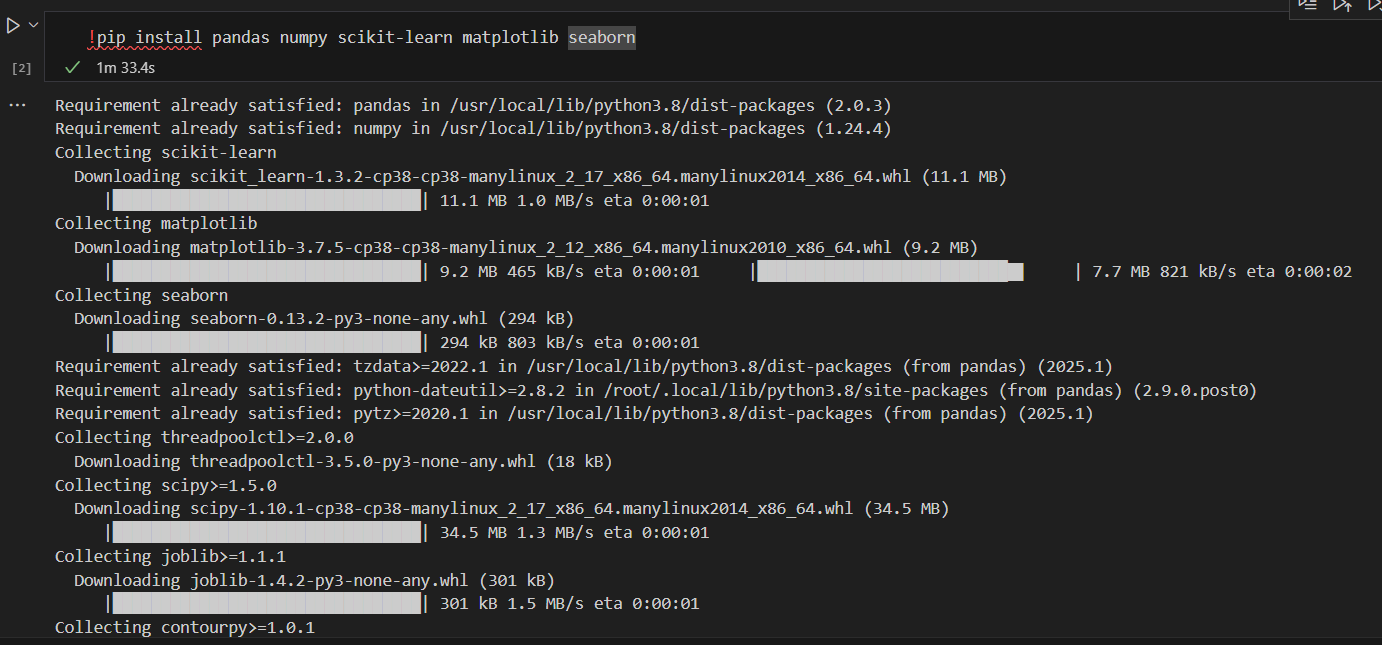 !pip install pandas numpy scikit-learn matplotlib seaborn
[2]
1m 33.4s
...
Requirement already satisfied: pandas in /usr/local/lib/python3.8/dist-packages (2.0.3)
Requirement already satisfied: numpy in /usr/local/lib/python3.8/dist-packages (1.24.4)
Collecting scikit-learn
Downloading scikit_learn-1.3.2-cp38-cp38-manylinux_2_17_x86_64.manylinux2014_x86_64.whl (11.1 MB)
|████████████████████████████████| 11.1 MB 1.0 MB/s eta 0:00:01
Collecting matplotlib
Downloading matplotlib-3.7.5-cp38-cp38-manylinux_2_12_x86_64.manylinux2010_x86_64.whl (9.2 MB)
|████████████████████████████████| 9.2 MB 465 kB/s eta 0:00:01 |███████████████████████████▉ | 7.7 MB 821 kB/s eta 0:00:02
Collecting seaborn
Downloading seaborn-0.13.2-py3-none-any.whl (294 kB)
|████████████████████████████████| 294 kB 803 kB/s eta 0:00:01
Requirement already satisfied: tzdata>=2022.1 in /usr/local/lib/python3.8/dist-packages (from pandas) (2025.1)
Requirement already satisfied: python-dateutil>=2.8.2 in /root/.local/lib/python3.8/site-packages (from pandas) (2.9.0.post0)
Requirement already satisfied: pytz>=2020.1 in /usr/local/lib/python3.8/dist-packages (from pandas) (2025.1)
Collecting threadpoolctl>=2.0.0
Downloading threadpoolctl-3.5.0-py3-none-any.whl (18 kB)
Collecting scipy>=1.5.0
Downloading scipy-1.10.1-cp38-cp38-manylinux_2_17_x86_64.manylinux2014_x86_64.whl (34.5 MB)
|████████████████████████████████| 34.5 MB 1.3 MB/s eta 0:00:01
Collecting joblib>=1.1.1
Downloading joblib-1.4.2-py3-none-any.whl (301 kB)
|████████████████████████████████| 301 kB 1.5 MB/s eta 0:00:01
Collecting contourpy>=1.0.1